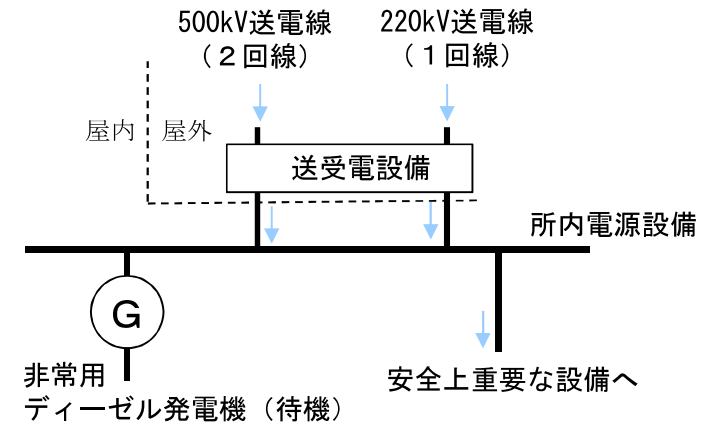 500kV送電線
（２回線）
220kV送電線
（１回線）
屋内
屋外
送受電設備
所内電源設備
G
非常用
ディーゼル発電機（待機）
安全上重要な設備へ